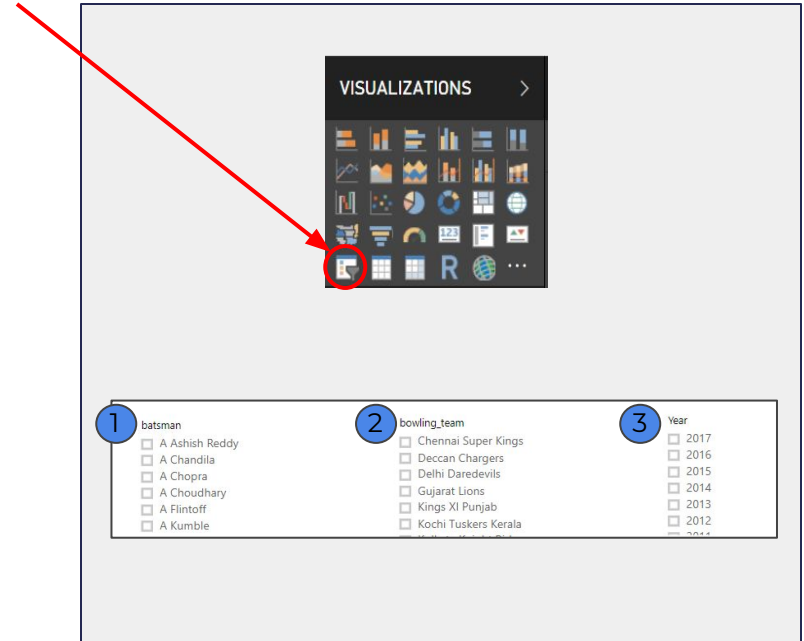 VISUALIZATIONS >
123
R
...
1
batsman
A Ashish Reddy
A Chandila
A Chopra
A Choudhary
A Flintoff
A Kumble
2
bowling_team
Chennai Super Kings
Deccan Chargers
Delhi Daredevils
Gujarat Lions
Kings XI Punjab
Kochi Tuskers Kerala
3
Year
2017
2016
2015
2014
2013
2012